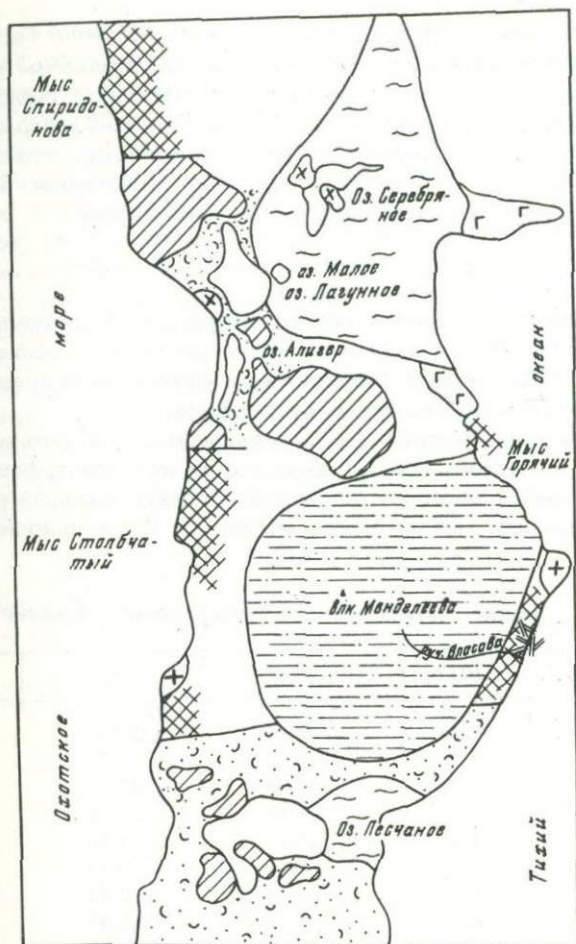 Мыс
Спиридо-
нова
Оз. Серебря-
ное
оз. Малое
оз. Лагунное
море
океан
оз. Алигер
Мыс
Горячий
Мыс Столбча-
тый
влк. Менделеева
Руч. Власова
Охотское
Оз. Песчаное
Тихий